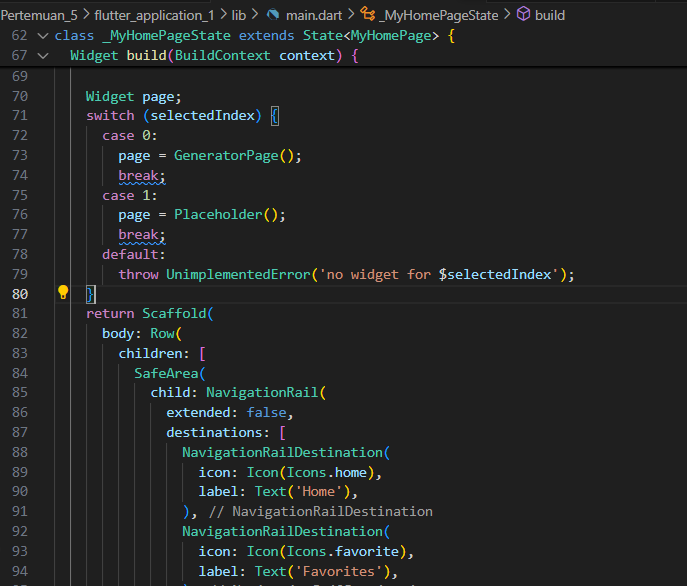 Pertemuan_5 > flutter_application_1 > lib > main.dart > _MyHomePageState > build
62 class _MyHomePageState extends State<MyHomePage> {
67 Widget build(BuildContext context) {
69
70 Widget page;
71 switch (selectedIndex) {
72 case 0:
73 page = GeneratorPage();
74 break;
75 case 1:
76 page = Placeholder();
77 break;
78 default:
79 throw UnimplementedError('no widget for $selectedIndex');
80 }
81 return Scaffold(
82 body: Row(
83 children: [
84 SafeArea(
85 child: NavigationRail(
86 extended: false,
87 destinations: [
88 NavigationRailDestination(
89 icon: Icon(Icons.home),
90 label: Text('Home'),
91 ), // NavigationRailDestination
92 NavigationRailDestination(
93 icon: Icon(Icons.favorite),
94 label: Text('Favorites'),